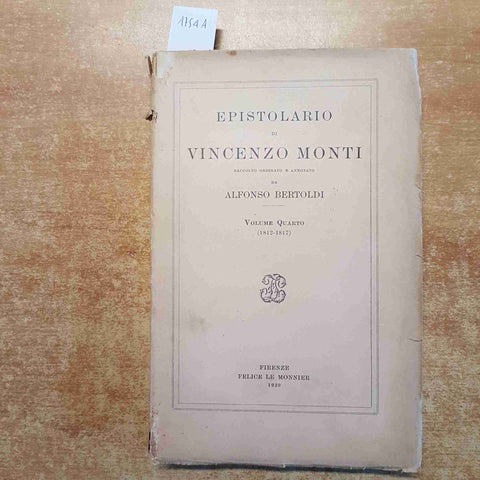 1754A
EPISTOLARIO
DI
VINCENZO MONTI
RACCOLTO ORDINATO E ANNOTATO
DA
ALFONSO BERTOLDI
VOLUME QUARTO
(1812-1817)
FIRENZE
FELICE LE MONNIER
1929